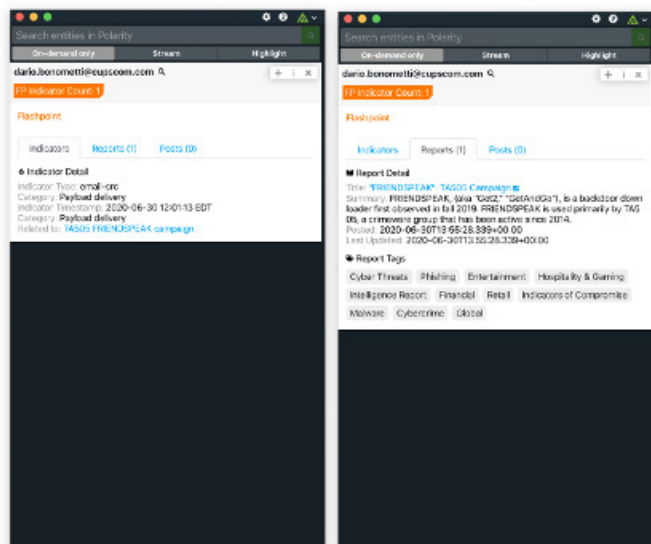 Search entities in Polarity
On-demand only Stream Highlight
dario.bonometti@cupscom.com
FP Indicator Count: 1
Flashpoint
Indicators Reports (1) Posts (0)
Indicator Detail
Indicator Type: email-src
Category: Payload delivery
Indicator Timestamp: 2020-06-30 12:01:13 EDT
Category: Payload delivery
Related to: TA505 FRIENDSPEAK campaign
Search entities in Polarity
On-demand only Stream Highlight
dario.bonometti@cupscom.com
FP Indicator Count: 1
Flashpoint
Indicators Reports (1) Posts (0)
Report Detail
Title: "FRIENDSPEAK": TA505 Campaign
Summary: FRIENDSPEAK, (aka "Get2," "GetAndGo"), is a backdoor down
loader first observed in fall 2019. FRIENDSPEAK is used primarily by TA5
05, a crimeware group that has been active since 2014.
Posted: 2020-06-30T13:55:28.339+00:00
Last Updated: 2020-06-30T13:55:28.339+00:00
Report Tags
Cyber Threats Phishing Entertainment Hospitality & Gaming
Intelligence Report Financial Retail Indicators of Compromise
Malware Cybercrime Global